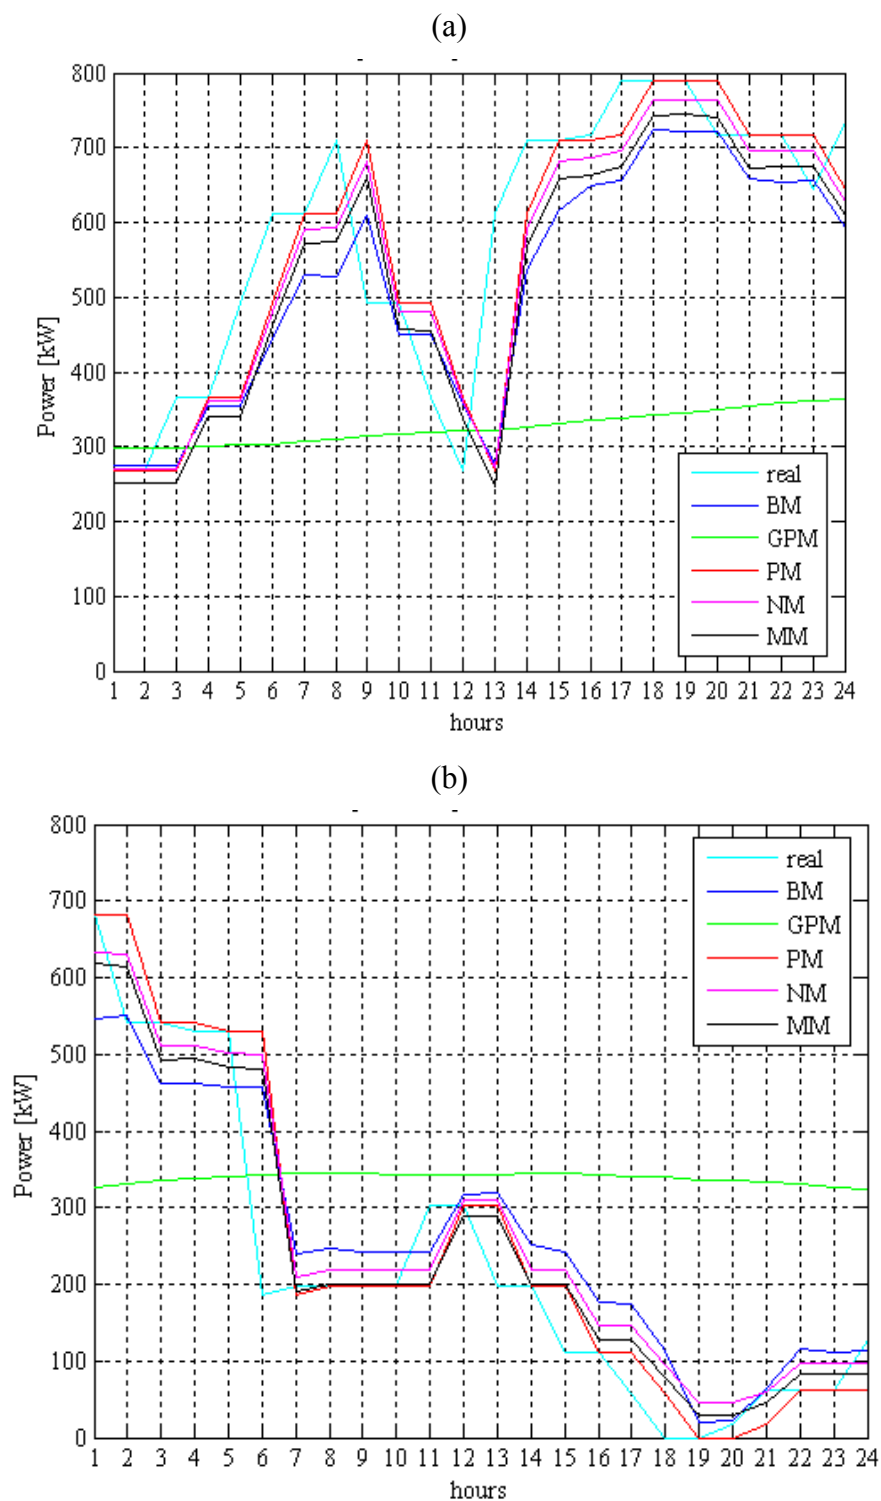 (a)
800
700
600
500
400
300
200
100
0
Power [kW]
real
BM
GPM
PM
NM
MM
1 2 3 4 5 6 7 8 9 10 11 12 13 14 15 16 17 18 19 20 21 22 23 24
hours
(b)
800
700
600
500
400
300
200
100
0
Power [kW]
real
BM
GPM
PM
NM
MM
1 2 3 4 5 6 7 8 9 10 11 12 13 14 15 16 17 18 19 20 21 22 23 24
hours